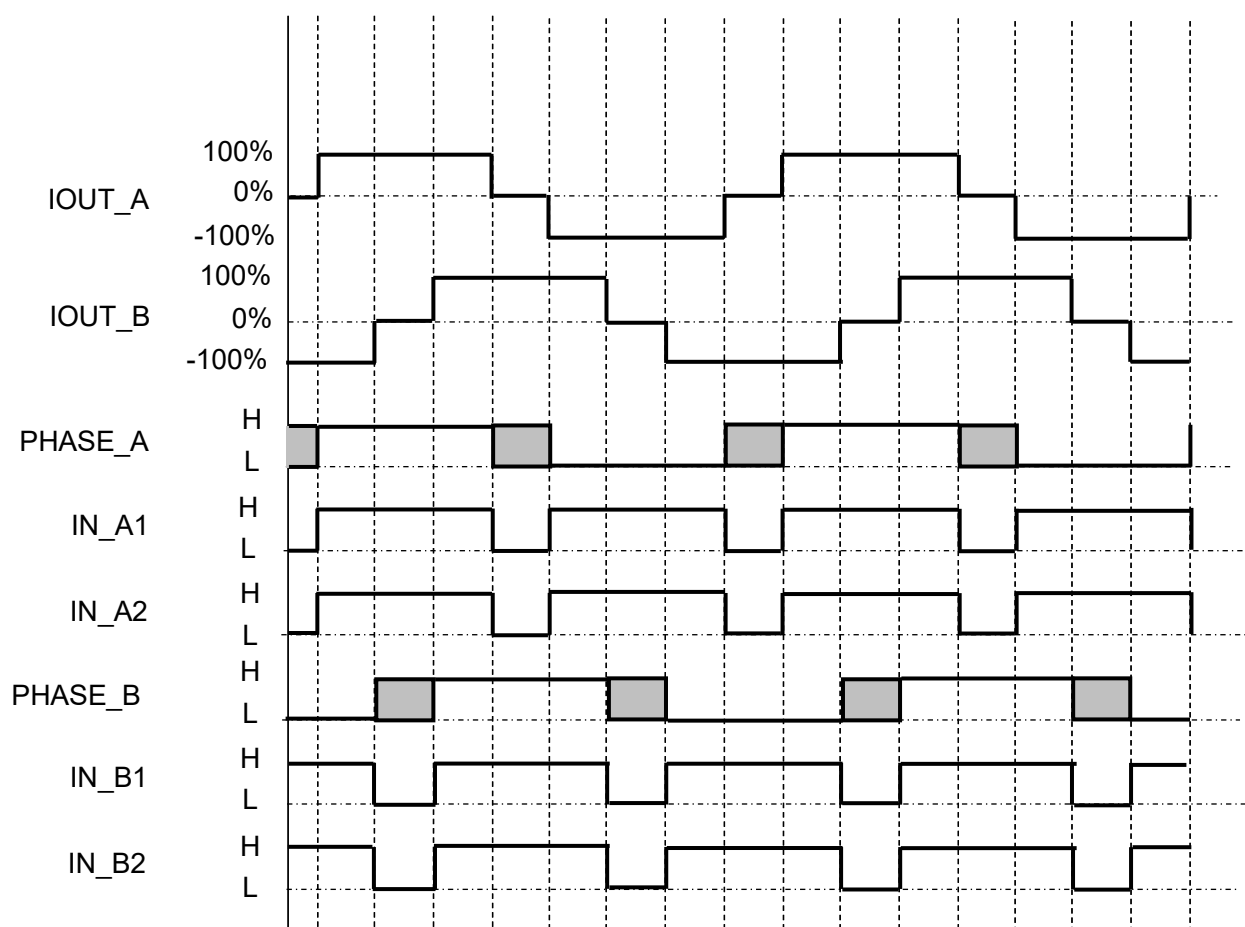 100%
IOUT_A
0%
-100%
100%
IOUT_B
0%
-100%
H
PHASE_A
L
H
IN_A1
L
H
IN_A2
L
H
PHASE_B
L
H
IN_B1
L
H
IN_B2
L